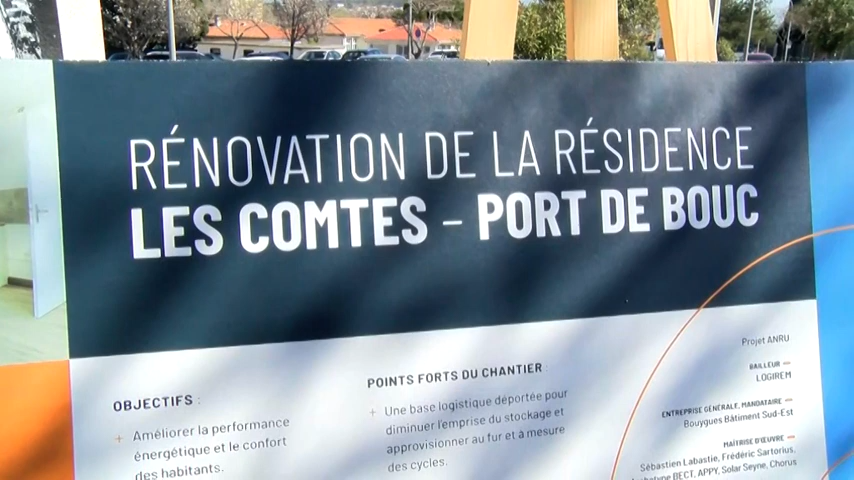 RÉNOVATION DE LA RÉSIDENCE
LES COMTES – PORT DE BOUC
OBJECTIFS :
+ Améliorer la performance
énergétique et le confort
des habitants.
POINTS FORTS DU CHANTIER :
+ Une base logistique déportée pour
diminuer l'emprise du stockage et
approvisionner au fur et à mesure
des cycles.
Projet ANRU
BAILLEUR —
LOGIREM
ENTREPRISE GÉNÉRALE, MANDATAIRE —
Bouygues Bâtiment Sud-Est
MAÎTRISE D'ŒUVRE —
Sébastien Labastie, Frédéric Sartorius,
BECT, APPY, Solar Seyne, Chorus